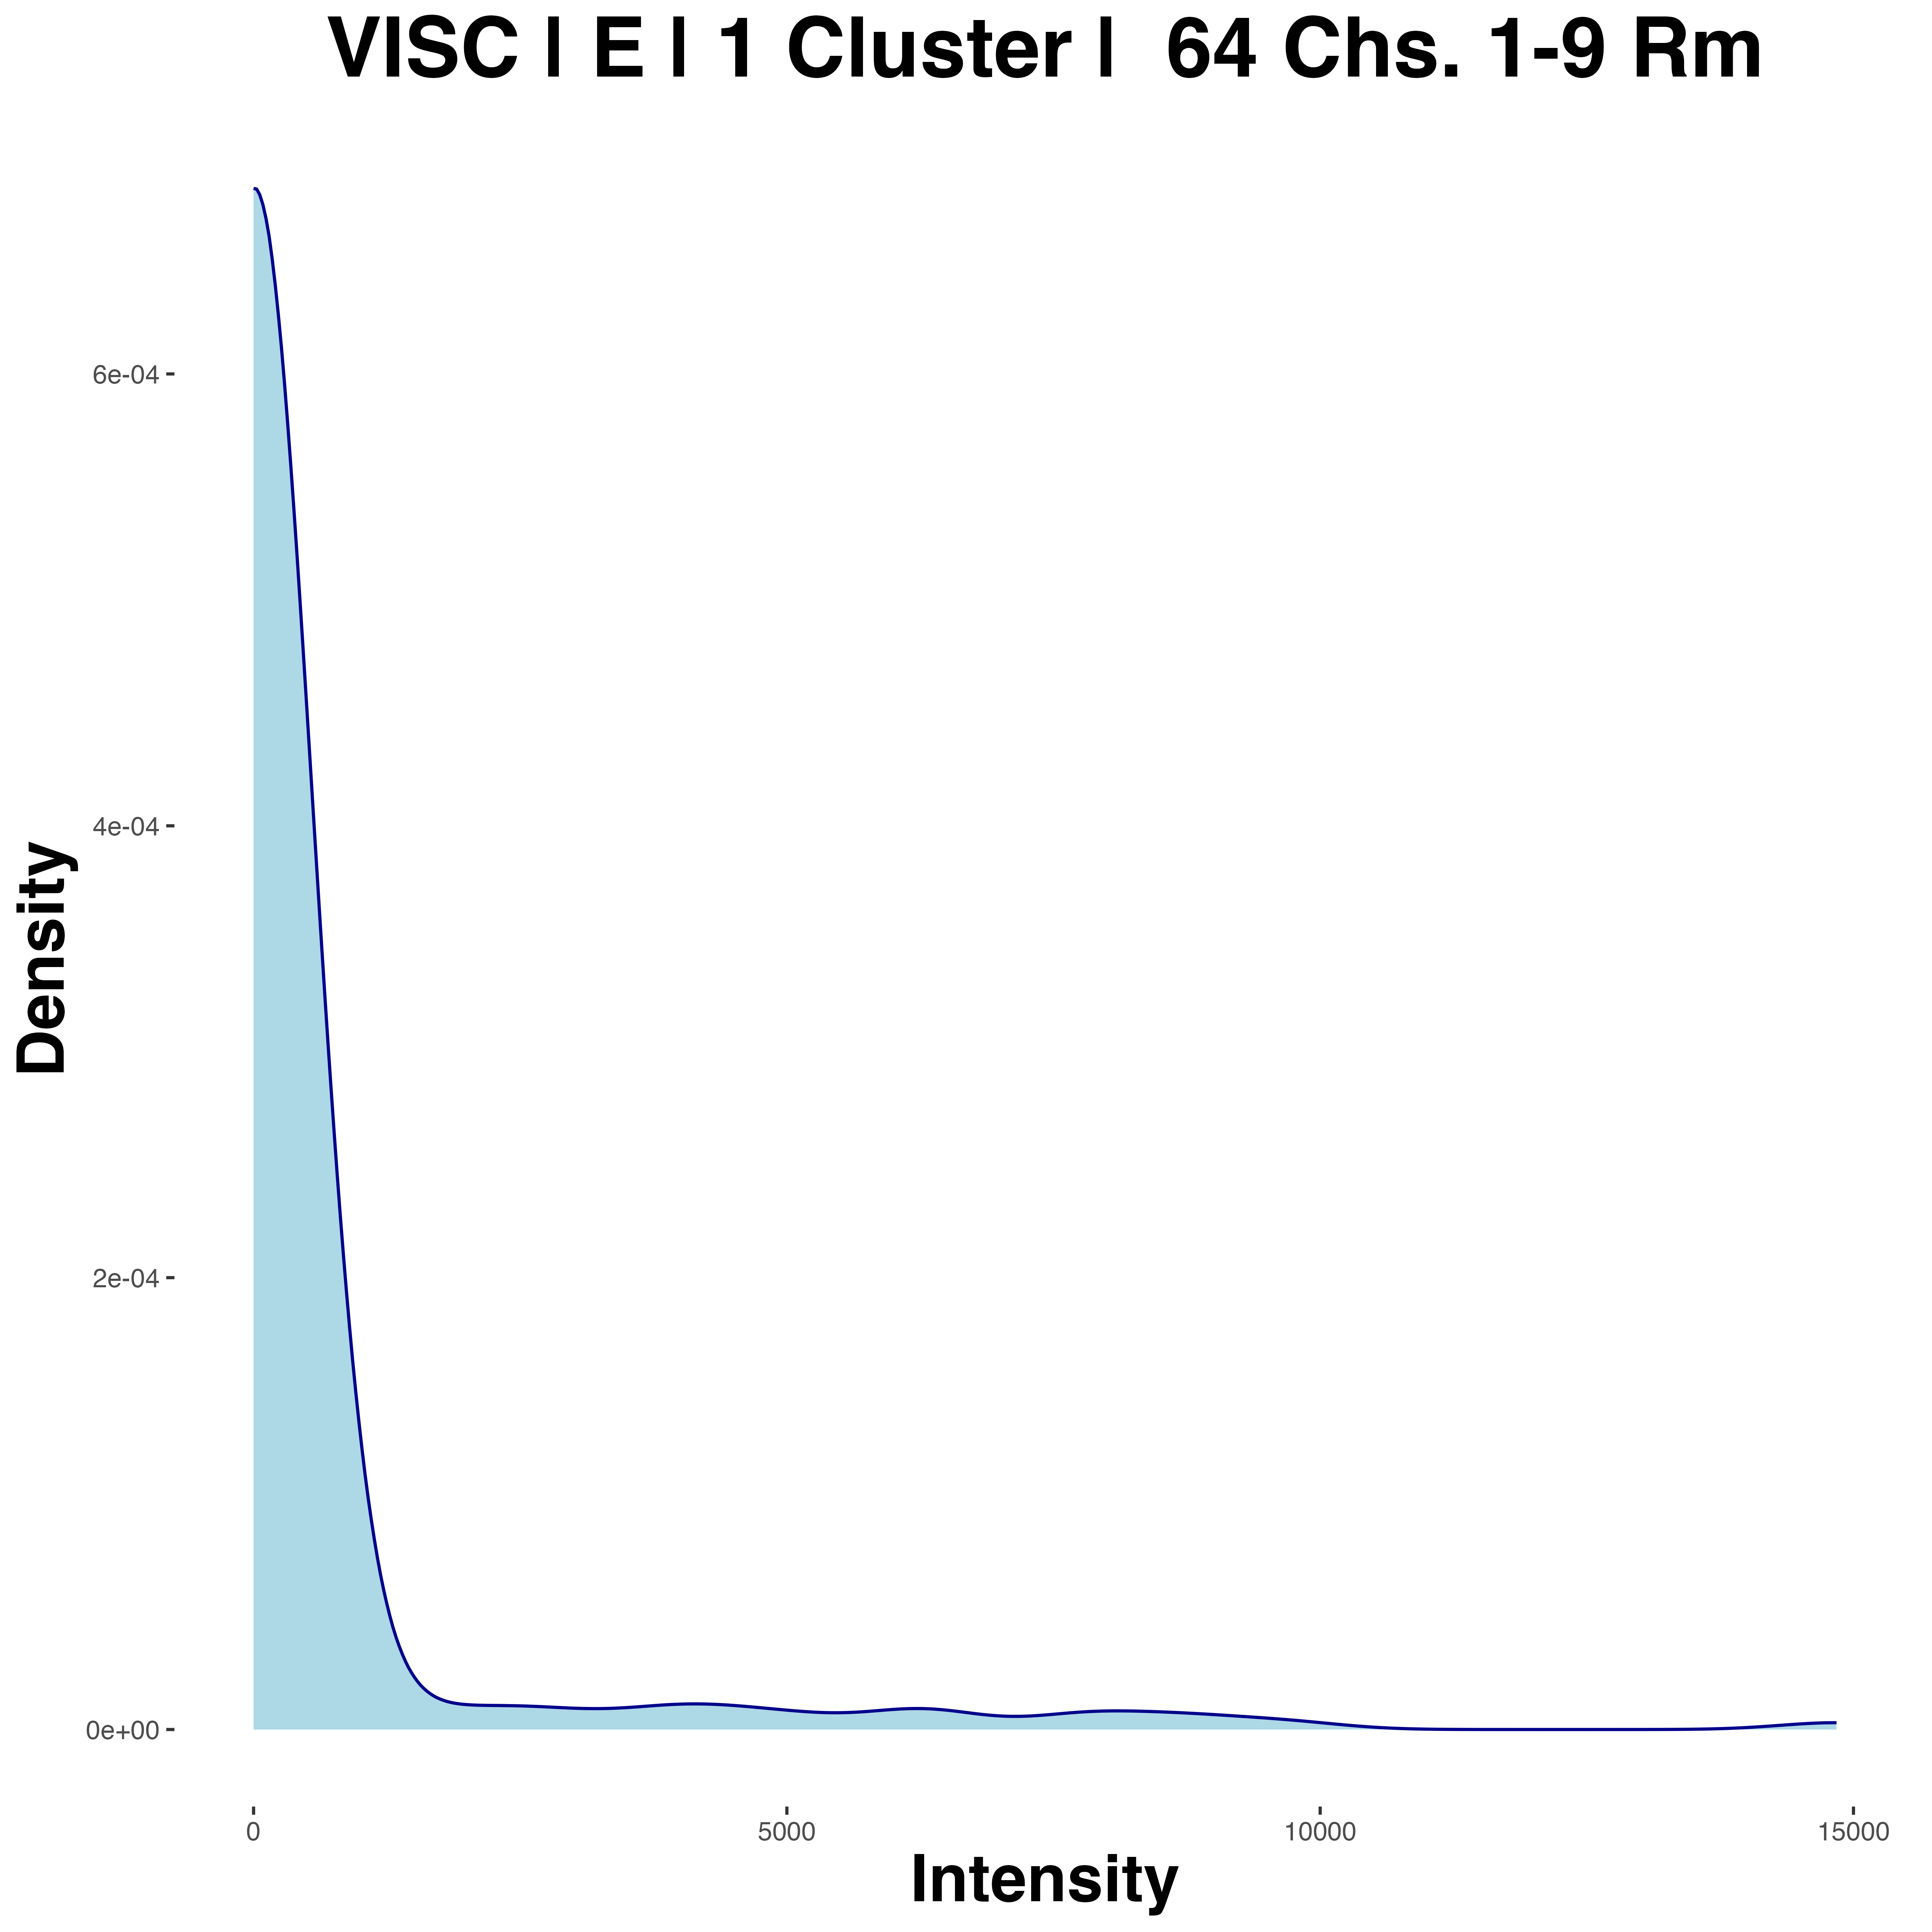 VISC | E | 1 Cluster |  64 Chs. 1-9 Rm
6e-04
4e-04
2e-04
0e+00
Density
0
5000
10000
15000
Intensity